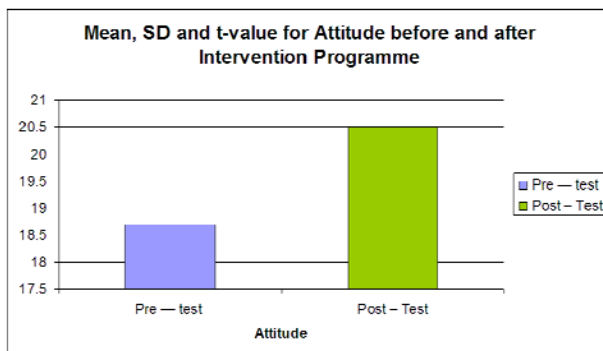 Mean, SD and t-value for Attitude before and after
Intervention Programme
21
20.5
20
19.5
19
18.5
18
17.5
Pre — test
Post – Test
Attitude
Pre — test
Post – Test